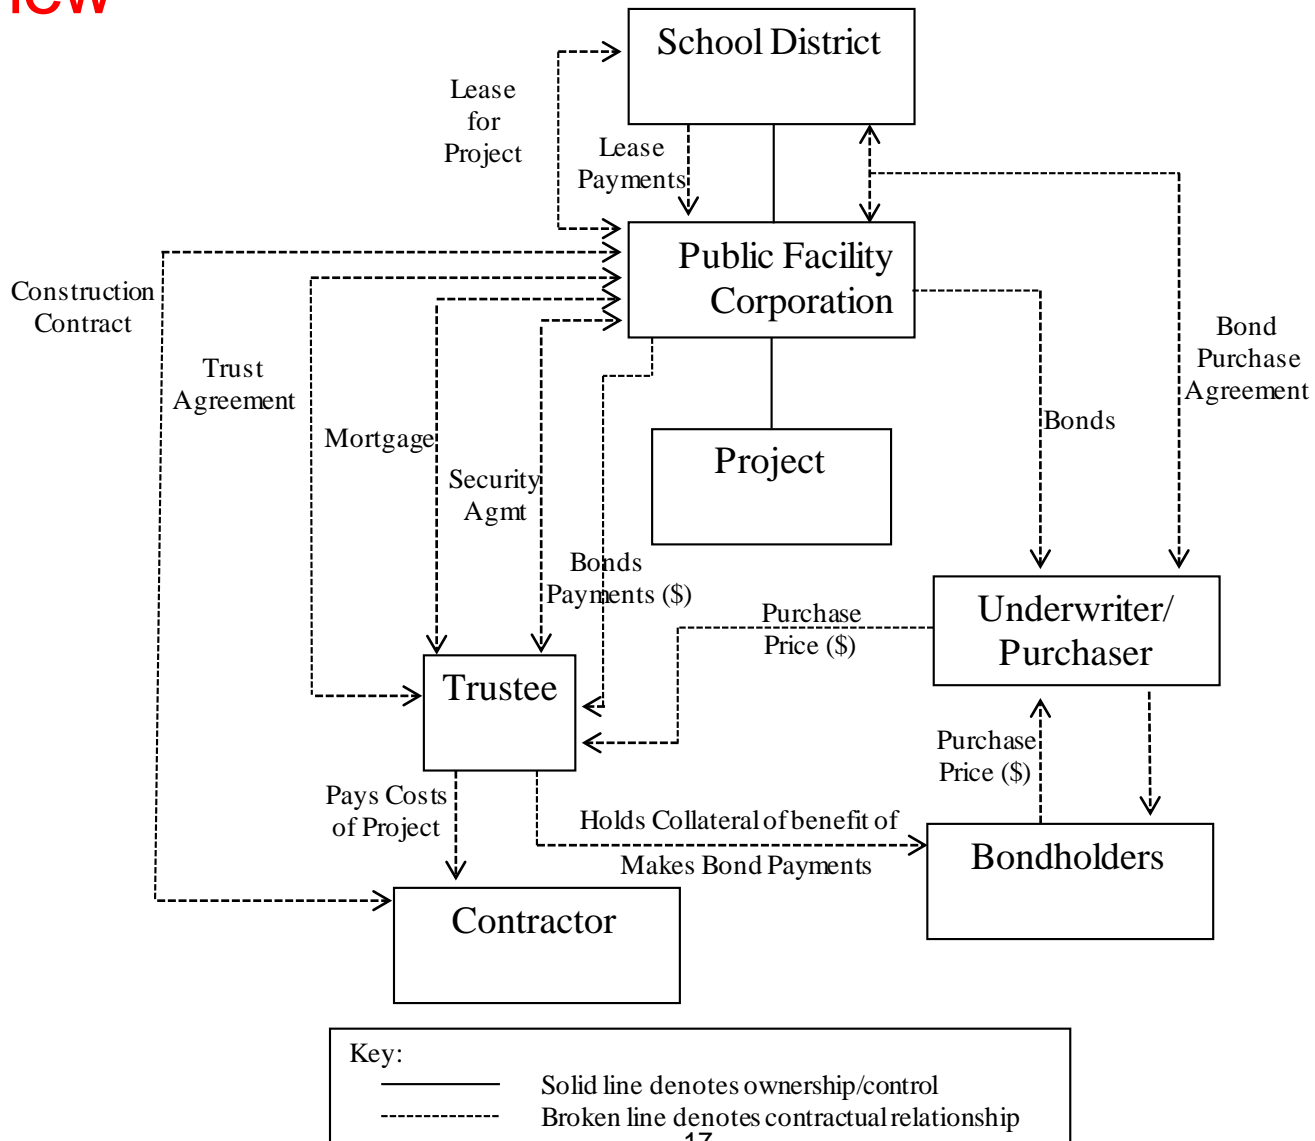 School District
Lease
for
Project
Lease
Payments
Public Facility
Corporation
Construction
Contract
Bond
Purchase
Agreement
Trust
Agreement
Mortgage
Bonds
Project
Security
Agmt
Bonds
Payments ($)
Underwriter/
Purchaser
Purchase
Price ($)
Trustee
Purchase
Price ($)
Pays Costs
of Project
Holds Collateral of benefit of
Makes Bond Payments
Bondholders
Contractor
Key:
Solid line denotes ownership/control
Broken line denotes contractual relationship
17